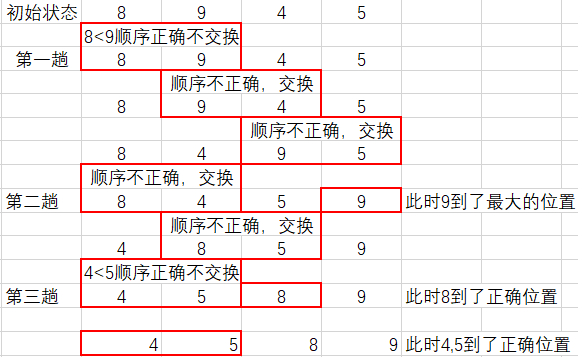 初始状态 8 9 4 5
8<9顺序正确不交换
第一趟 8 9 4 5
顺序不正确，交换
8 9 4 5
顺序不正确，交换
8 4 9 5
顺序不正确，交换
第二趟 8 4 5 9 此时9到了最大的位置
顺序不正确，交换
4 8 5 9
4<5顺序正确不交换
第三趟 4 5 8 9 此时8到了正确位置
4 5 8 9 此时4,5到了正确位置